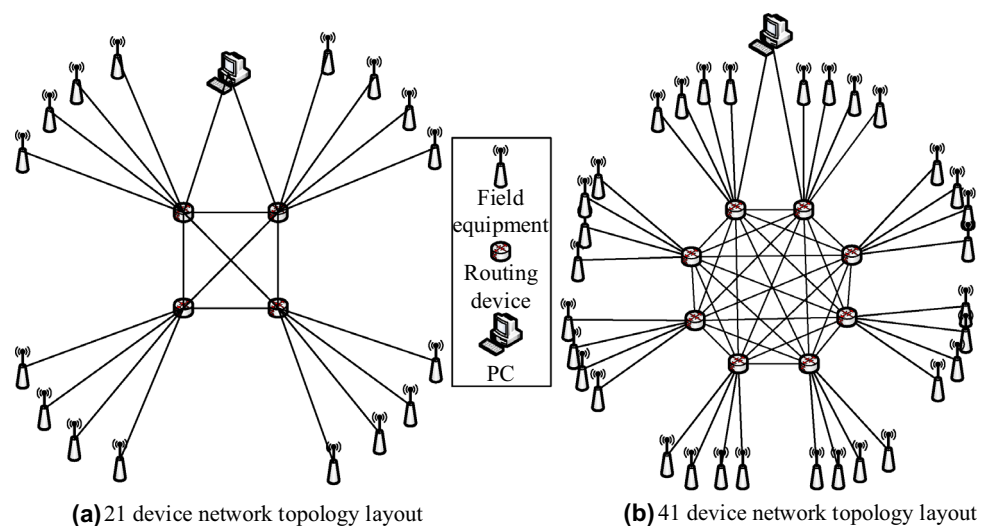 Field
equipment
Routing
device
PC
(a) 21 device network topology layout
(b) 41 device network topology layout